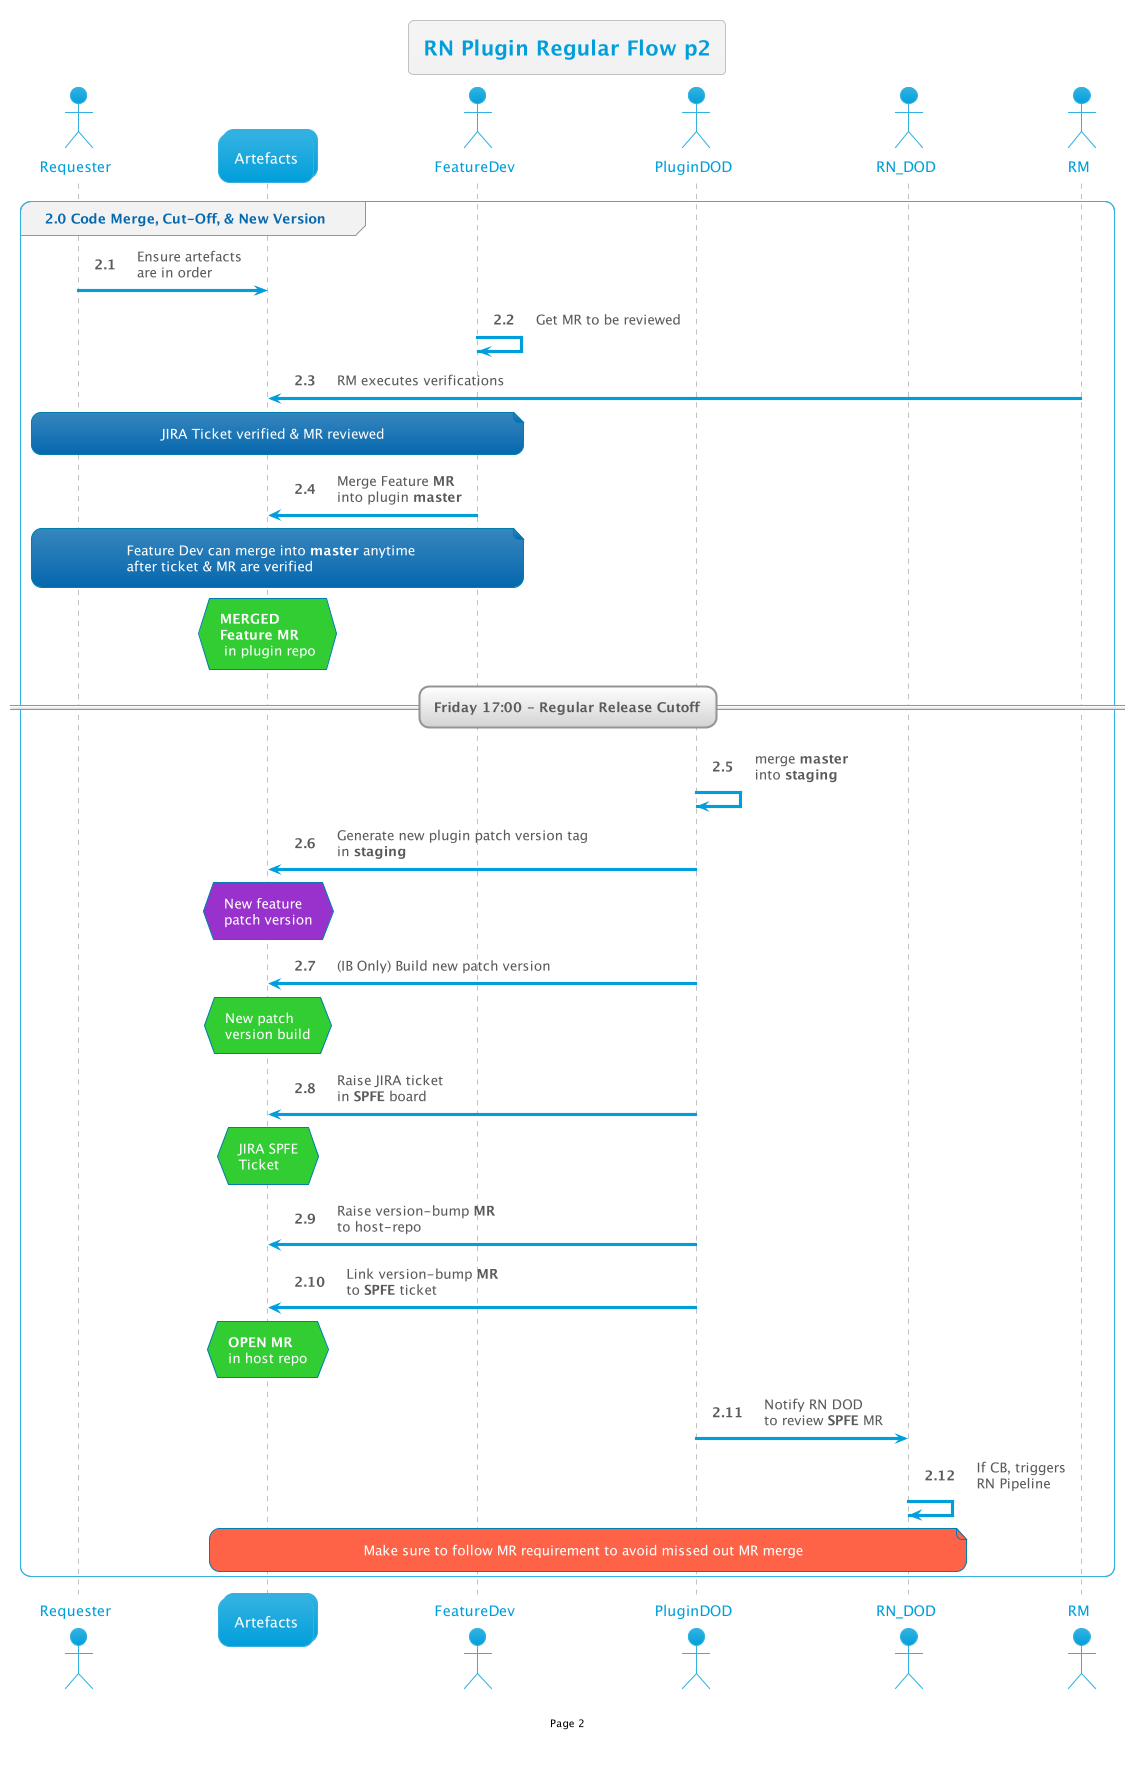 RN Plugin Regular Flow p2
Requester
Artefacts
FeatureDev
PluginDOD
RN_DOD
RM
2.0 Code Merge, Cut-Off, & New Version
2.1 Ensure artefacts
are in order
2.2 Get MR to be reviewed
2.3 RM executes verifications
JIRA Ticket verified & MR reviewed
2.4 Merge Feature MR
into plugin master
Feature Dev can merge into master anytime
after ticket & MR are verified
MERGED
Feature MR
in plugin repo
Friday 17:00 - Regular Release Cutoff
2.5 merge master
into staging
2.6 Generate new plugin patch version tag
in staging
New feature
patch version
2.7 (IB Only) Build new patch version
New patch
version build
2.8 Raise JIRA ticket
in SPFE board
JIRA SPFE
Ticket
2.9 Raise version-bump MR
to host-repo
2.10 Link version-bump MR
to SPFE ticket
OPEN MR
in host repo
2.11 Notify RN DOD
to review SPFE MR
2.12 If CB, triggers
RN Pipeline
Make sure to follow MR requirement to avoid missed out MR merge
Requester
Artefacts
FeatureDev
PluginDOD
RN_DOD
RM
Page 2